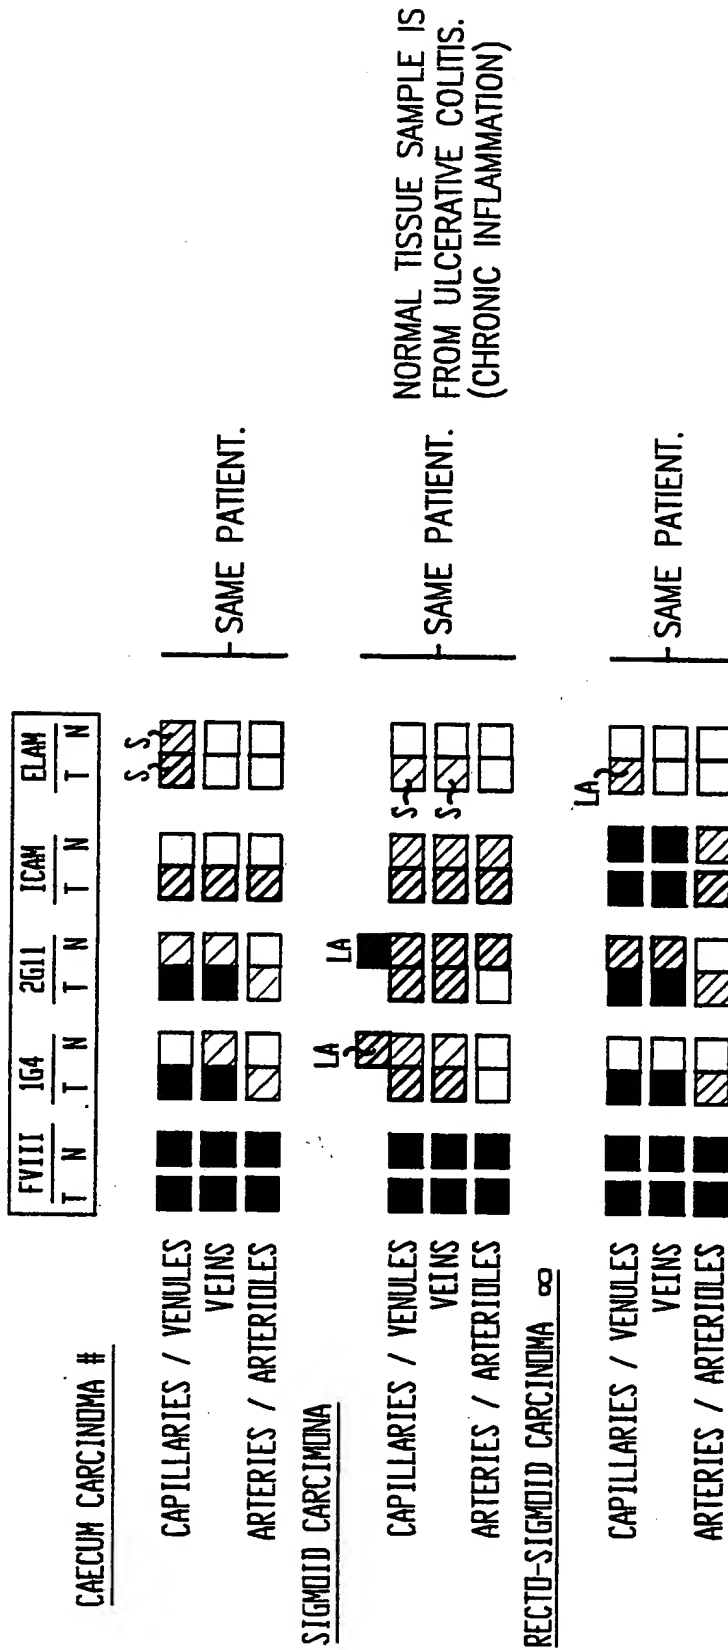 FVIII 1G4 2G11 ICAM ELAM
T N T N T N T N T N
CAECUM CARCINOMA #
S S
CAPILLARIES / VENULES
VEINS
ARTERIES / ARTERIOLES
SAME PATIENT.
SIGMOID CARCIMONA
LA LA
CAPILLARIES / VENULES S
VEINS S
ARTERIES / ARTERIOLES
SAME PATIENT.
NORMAL TISSUE SAMPLE IS
FROM ULCERATIVE COLITIS.
(CHRONIC INFLAMMATION)
RECTO-SIGMOID CARCINOMA ∞
LA
CAPILLARIES / VENULES
VEINS
ARTERIES / ARTERIOLES
SAME PATIENT.